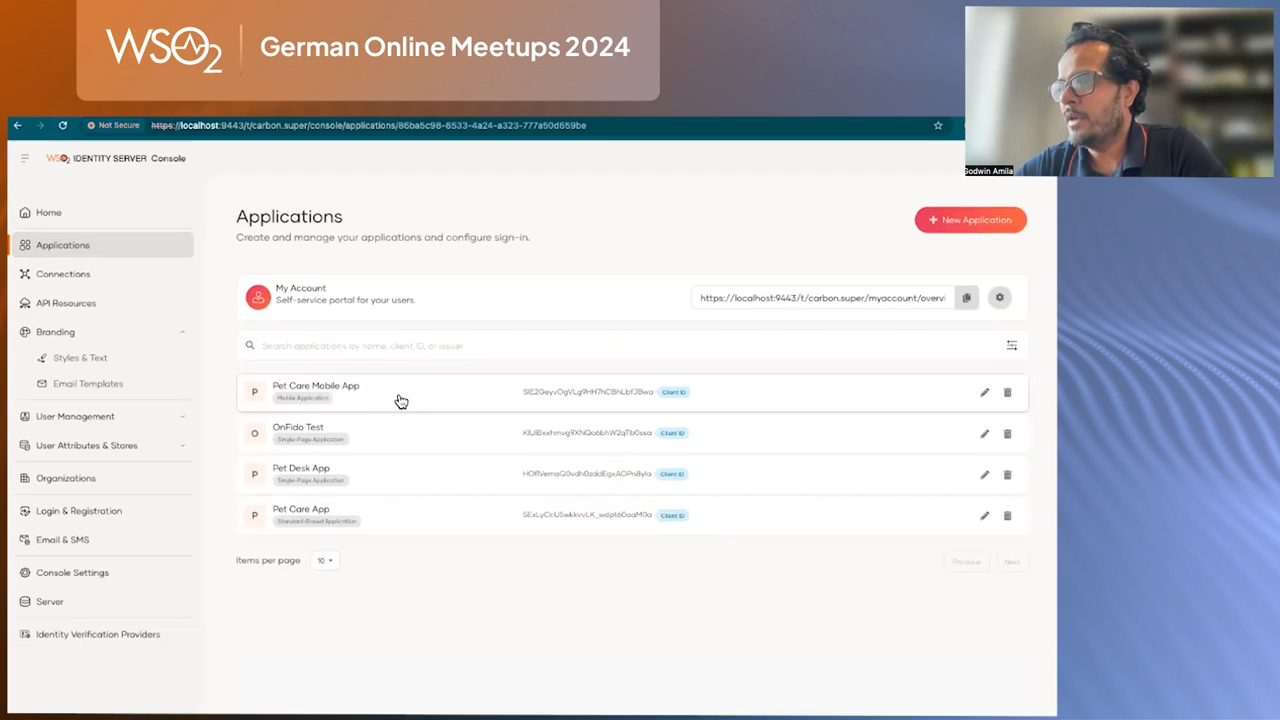 WSO2
German Online Meetups 2024
Godwin Amila
Not Secure
https://localhost:9443/t/carbon.super/console/applications/86ba5c98-8533-4a24-a323-777a50d659be
WSO2 IDENTITY SERVER Console
Home
Applications
Connections
API Resources
Branding
Styles & Text
Email Templates
User Management
User Attributes & Stores
Organizations
Login & Registration
Email & SMS
Console Settings
Server
Identity Verification Providers
Applications
Create and manage your applications and configure sign-in.
New Application
My Account
Self-service portal for your users.
https://localhost:9443/t/carbon.super/myaccount/overvi
Search applications by name, client ID, or issuer
P
Pet Care Mobile App
Mobile Application
Client ID
O
OnFido Test
Single-Page Application
Client ID
P
Pet Desk App
Single-Page Application
Client ID
P
Pet Care App
Standard-Based Application
Client ID
Items per page
10
Previous
Next